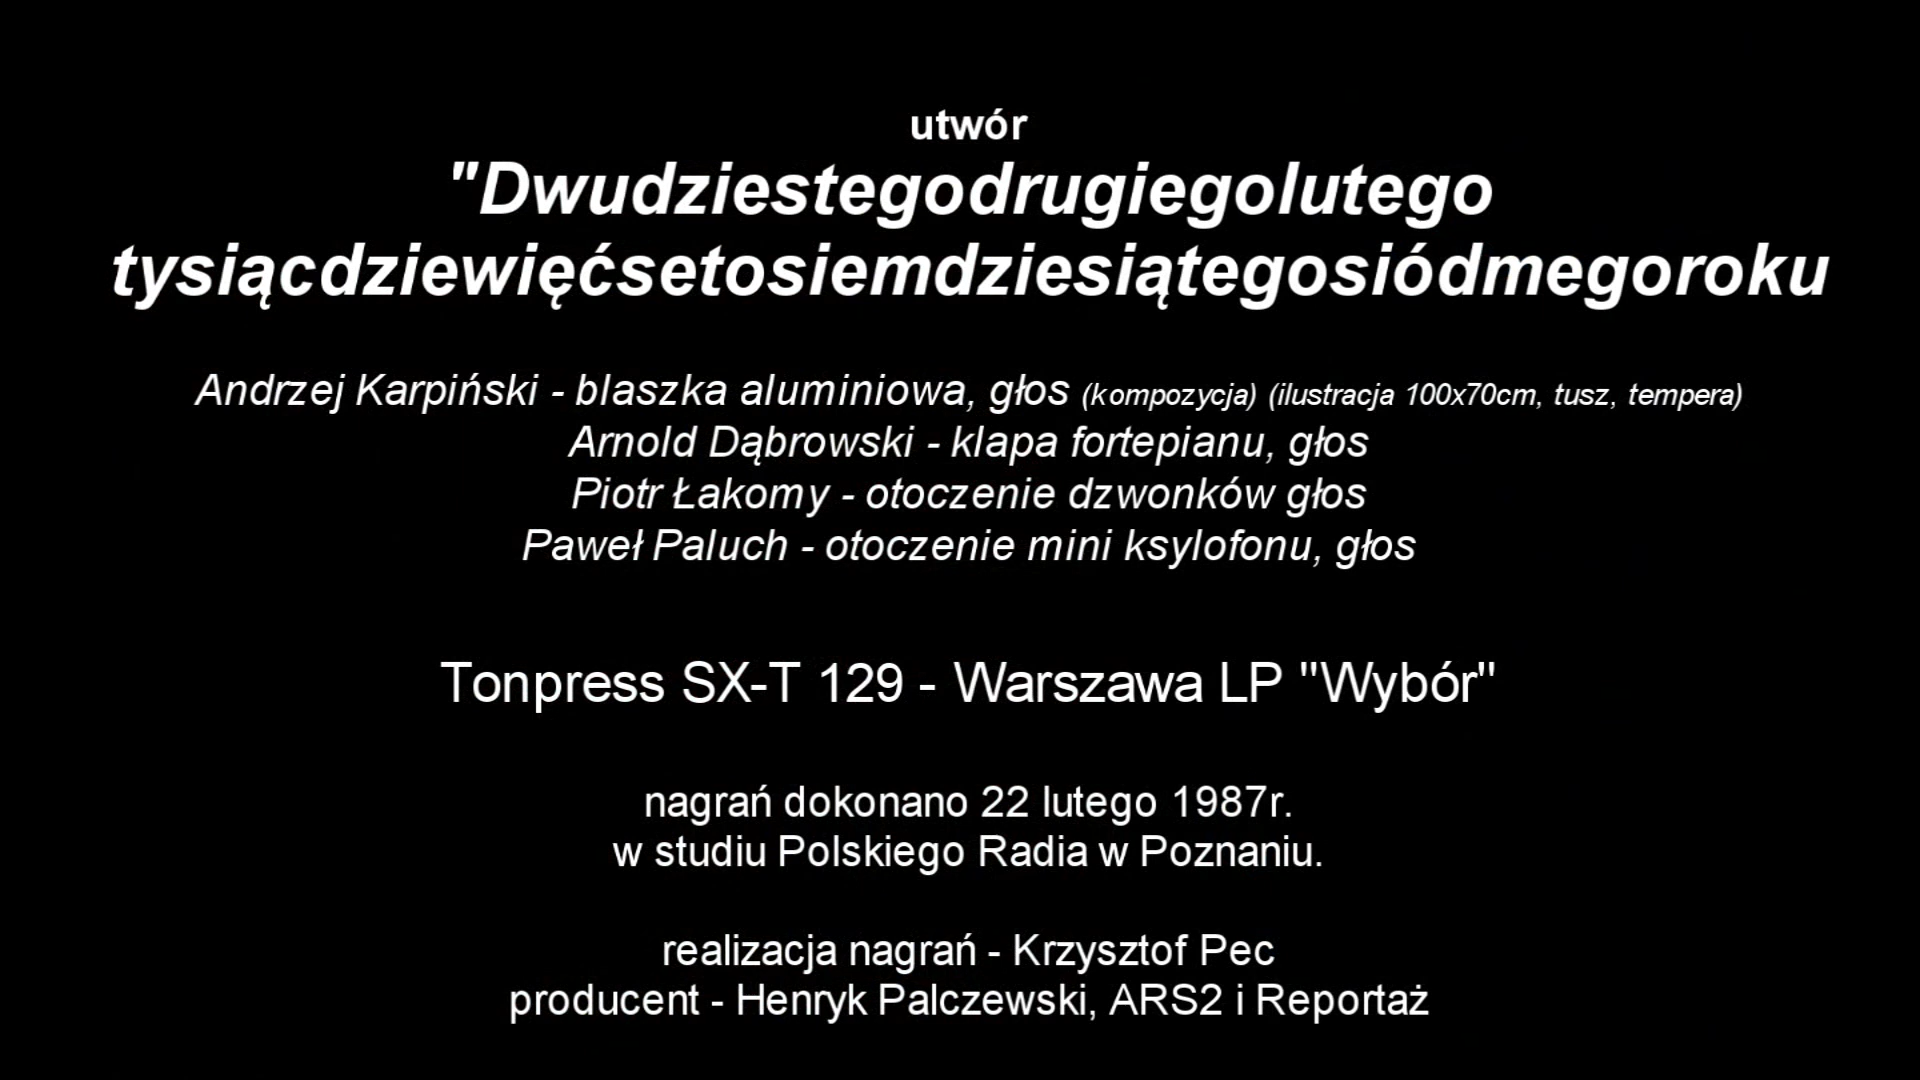 utwór
"Dwudziestegodrugiegolutego
tysiącdziewięćsetosiemdziesiątegosiódmegoroku
Andrzej Karpiński - blaszka aluminiowa, głos (kompozycja) (ilustracja 100x70cm, tusz, tempera)
Arnold Dąbrowski - klapa fortepianu, głos
Piotr Łakomy - otoczenie dzwonków głos
Paweł Paluch - otoczenie mini ksylofonu, głos
Tonpress SX-T 129 - Warszawa LP "Wybór"
nagrań dokonano 22 lutego 1987r.
w studiu Polskiego Radia w Poznaniu.
realizacja nagrań - Krzysztof Pec
producent - Henryk Palczewski, ARS2 i Reportaż